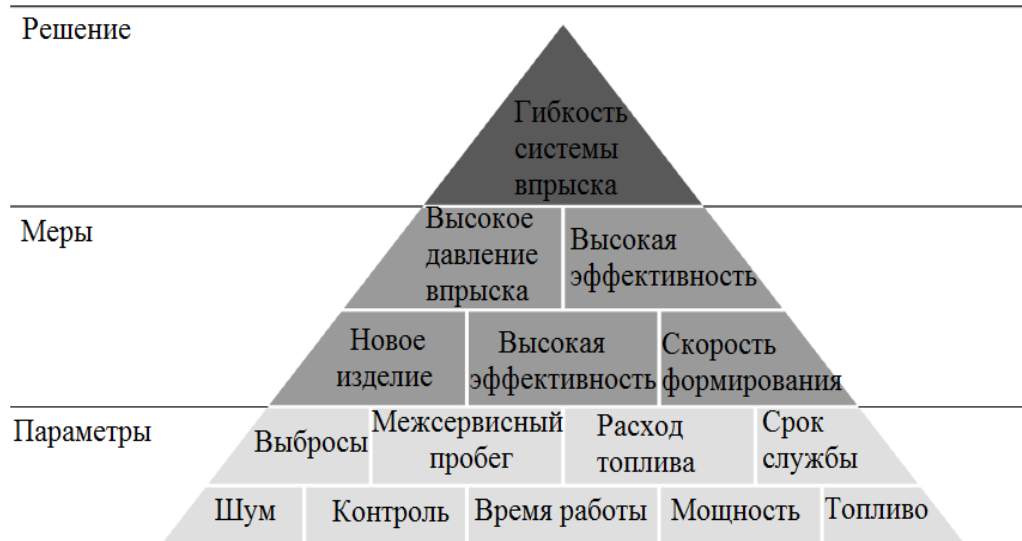 Решение
Гибкость
системы
впрыска
Меры
Высокое
давление
впрыска
Высокая
эффективность
Новое
изделие
Высокая
эффективность
Скорость
формирования
Параметры
Выбросы
Межсервисный
пробег
Расход
топлива
Срок
службы
Шум
Контроль
Время работы
Мощность
Топливо